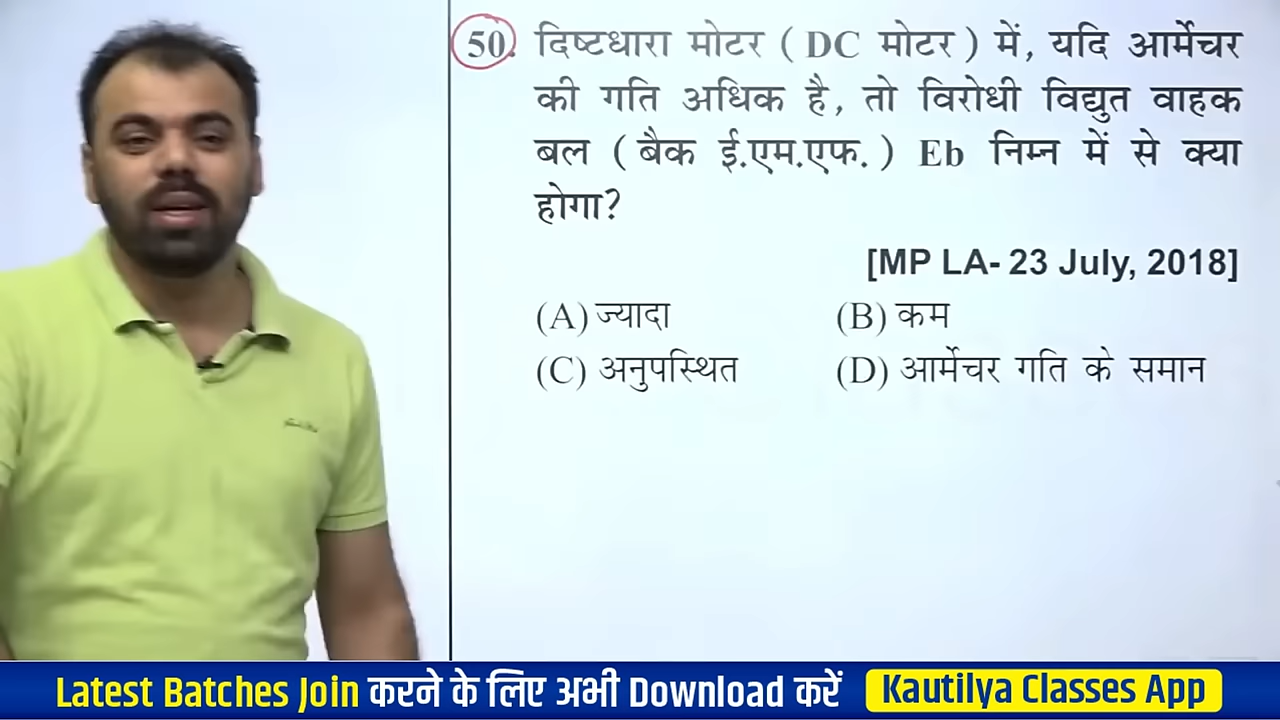 50. दिष्टधारा मोटर ( DC मोटर ) में, यदि आर्मेचर
की गति अधिक है, तो विरोधी विद्युत वाहक
बल ( बैक ई.एम.एफ. ) Eb निम्न में से क्या
होगा?
[MP LA- 23 July, 2018]
(A) ज्यादा (B) कम
(C) अनुपस्थित (D) आर्मेचर गति के समान
Latest Batches Join करने के लिए अभी Download करें Kautilya Classes App